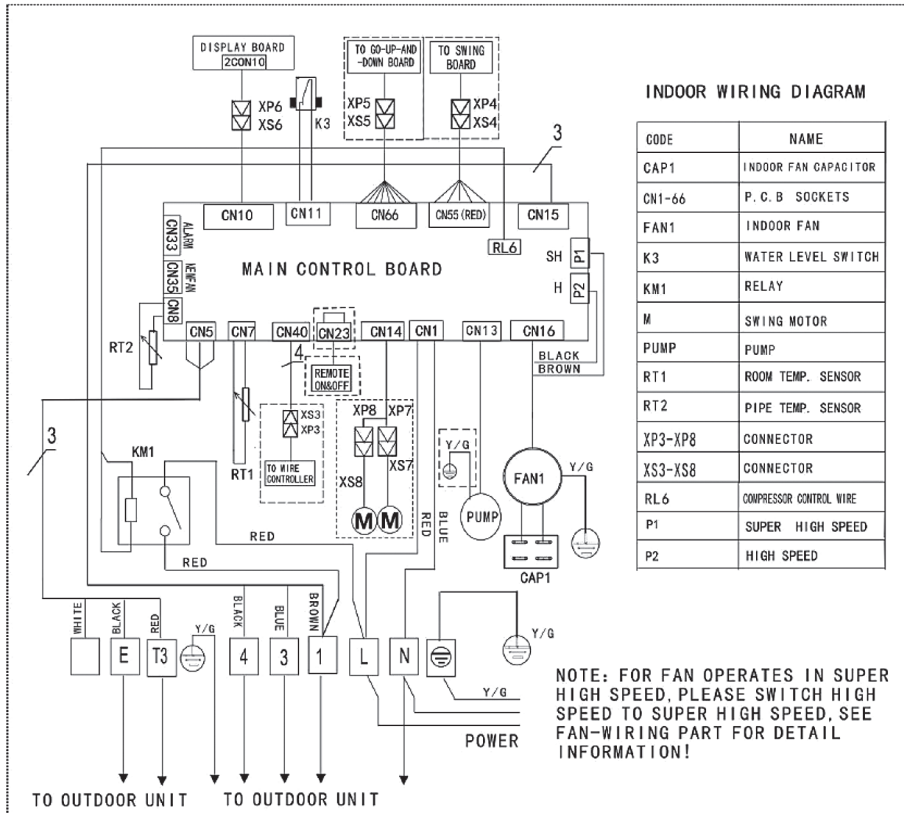 DISPLAY BOARD
2CON10
TO GO-UP-AND
-DOWN BOARD
TO SWING
BOARD
XP6
XS6
K3
XP5
XS5
XP4
XS4
3
CN10
CN11
CN66
CN55 (RED)
CN15
ALARM
CN33
NEWFAN
CN35
CN8
MAIN CONTROL BOARD
RL6
SH
P1
H
P2
CN5
CN7
CN40
CN23
CN14
CN1
CN13
CN16
RT2
4
REMOTE
ON&OFF
BLACK
BROWN
XS3
XP3
TO WIRE
CONTROLLER
XP8
XP7
XS8
XS7
M
M
Y/G
PUMP
FAN1
Y/G
CAP1
3
KM1
RT1
RED
BLUE
RED
RED
WHITE
BLACK
RED
Y/G
BLACK
BLUE
BROWN
Y/G
E
T3
4
3
1
L
N
Y/G
POWER
TO OUTDOOR UNIT
TO OUTDOOR UNIT
INDOOR WIRING DIAGRAM
CODE NAME
CAP1 INDOOR FAN CAPACITOR
CN1-66 P.C.B SOCKETS
FAN1 INDOOR FAN
K3 WATER LEVEL SWITCH
KM1 RELAY
M SWING MOTOR
PUMP PUMP
RT1 ROOM TEMP. SENSOR
RT2 PIPE TEMP. SENSOR
XP3-XP8 CONNECTOR
XS3-XS8 CONNECTOR
RL6 COMPRESSOR CONTROL WIRE
P1 SUPER HIGH SPEED
P2 HIGH SPEED
NOTE: FOR FAN OPERATES IN SUPER
HIGH SPEED, PLEASE SWITCH HIGH
SPEED TO SUPER HIGH SPEED, SEE
FAN-WIRING PART FOR DETAIL
INFORMATION!